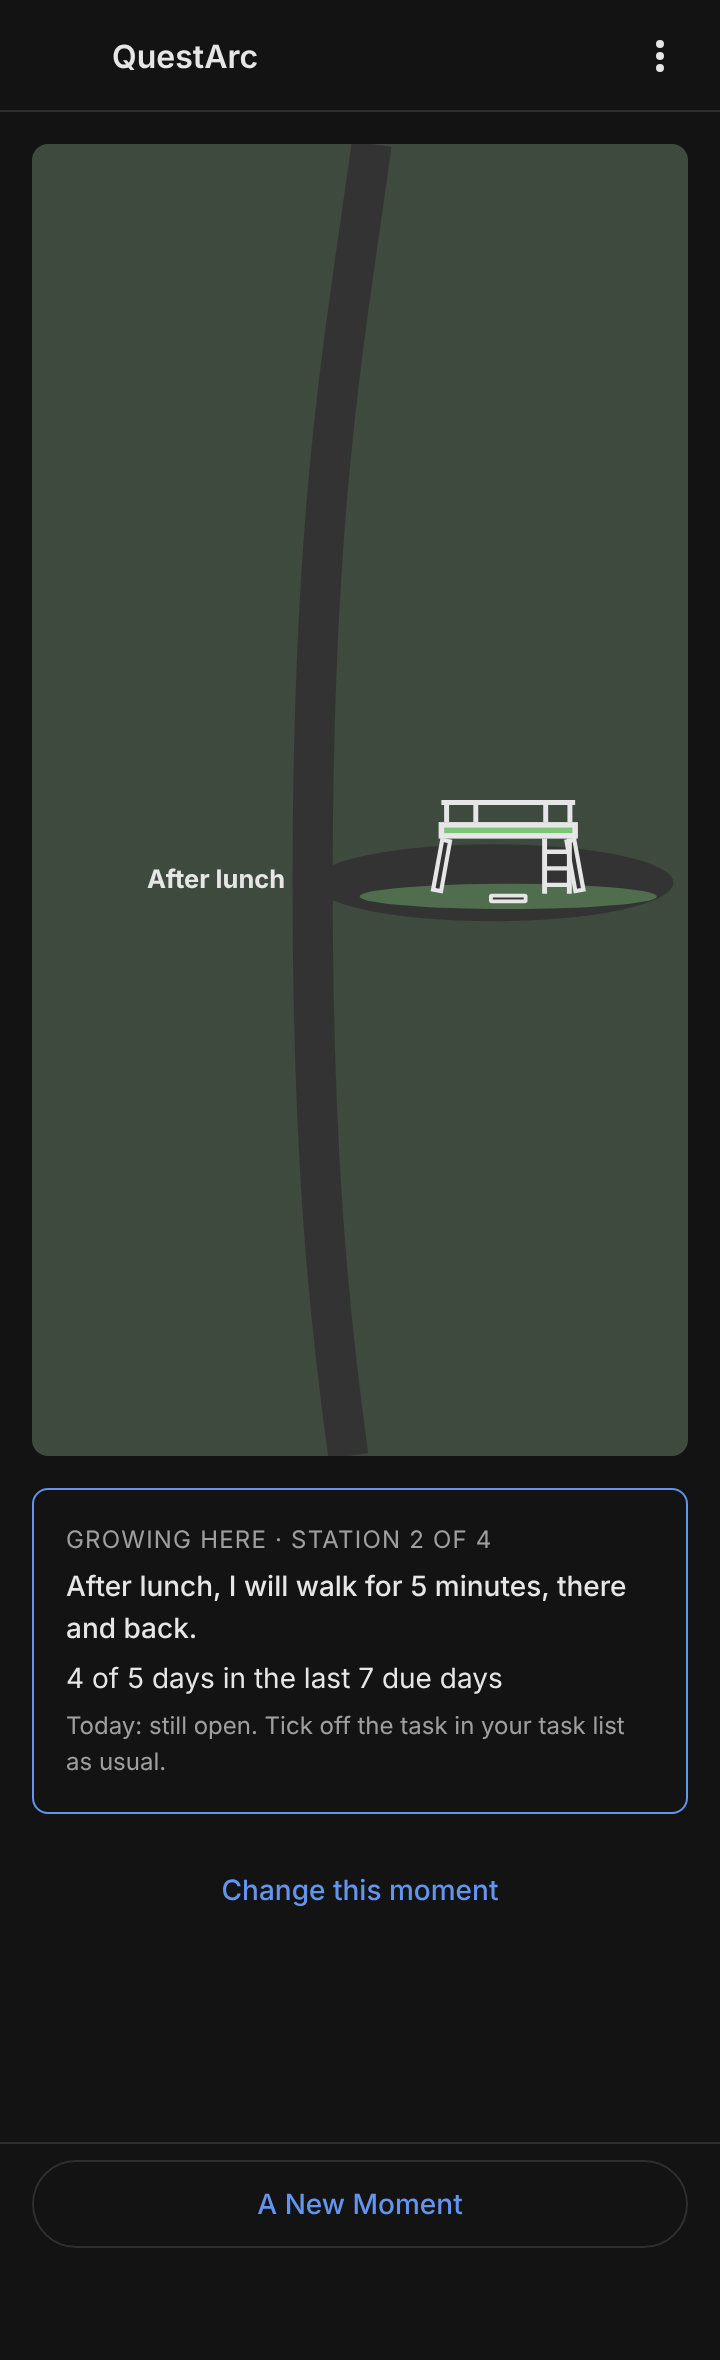 QuestArc
After lunch
GROWING HERE · STATION 2 OF 4
After lunch, I will walk for 5 minutes, there
and back.
4 of 5 days in the last 7 due days
Today: still open. Tick off the task in your task list
as usual.
Change this moment
A New Moment